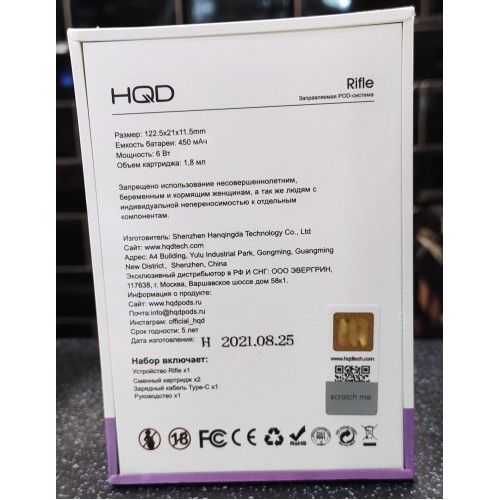 HQD
Rifle
Заправляемая POD-система
Размер: 122.5x21x11.5mm
Емкость батареи: 450 мАч
Мощность: 6 Вт
Объем картриджа: 1,8 мл
Запрещено использование несовершеннолетним,
беременным и кормящим женщинам, а так же людям с
индивидуальной непереносимостью к отдельным
компонентам.
Изготовитель: Shenzhen Hanqingda Technology Co., Ltd
Сайт: www.hqdtech.com
Адрес: A4 Building, Yulu Industrial Park, Gongming, Guangming
New District, Shenzhen, China
Эксклюзивный дистрибьютор в РФ И СНГ: ООО ЭВЕРГРИН,
117638, г. Москва, Варшавское шоссе дом 58к1.
Информация о продукте:
сайт: www.hqdpods.ru
Почта:info@hqdpods.ru
Инстаграм: official_hqd
Срок годности: 5 лет
Дата изготовления: H 2021.08.25
Набор включает:
Устройство Rifle x1
Сменный картридж x2
Зарядный кабель Type-C x1
Руководство x1
www.hqdtech.com
scratch me
18 FC CE RoHS